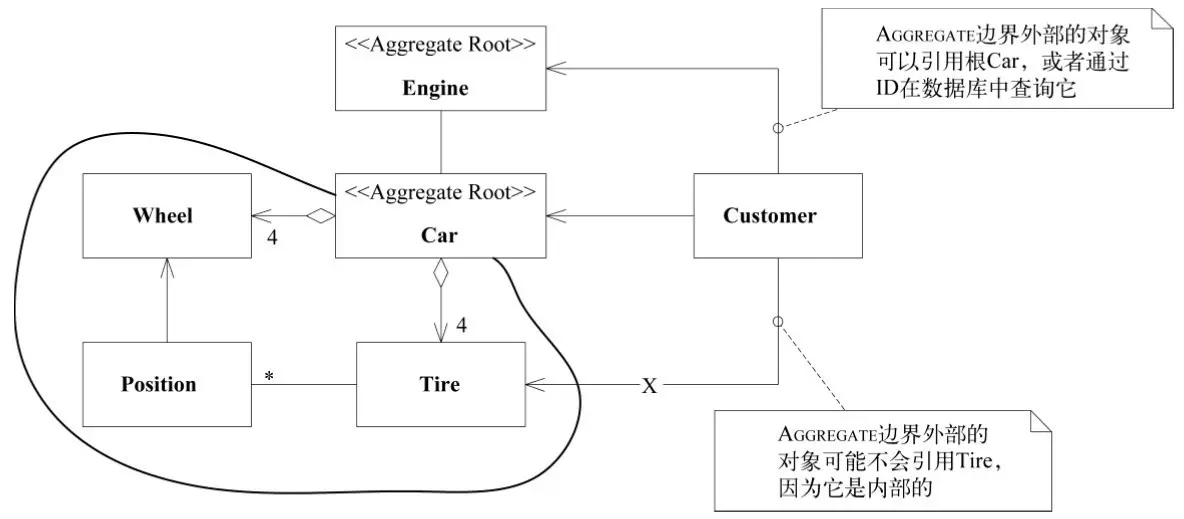 <<Aggregate Root>>
Engine
AGGREGATE边界外部的对象
可以引用根Car，或者通过
ID在数据库中查询它
Wheel
4
<<Aggregate Root>>
Car
Customer
4
Position
*
Tire
X
AGGREGATE边界外部的
对象可能不会引用Tire，
因为它是内部的